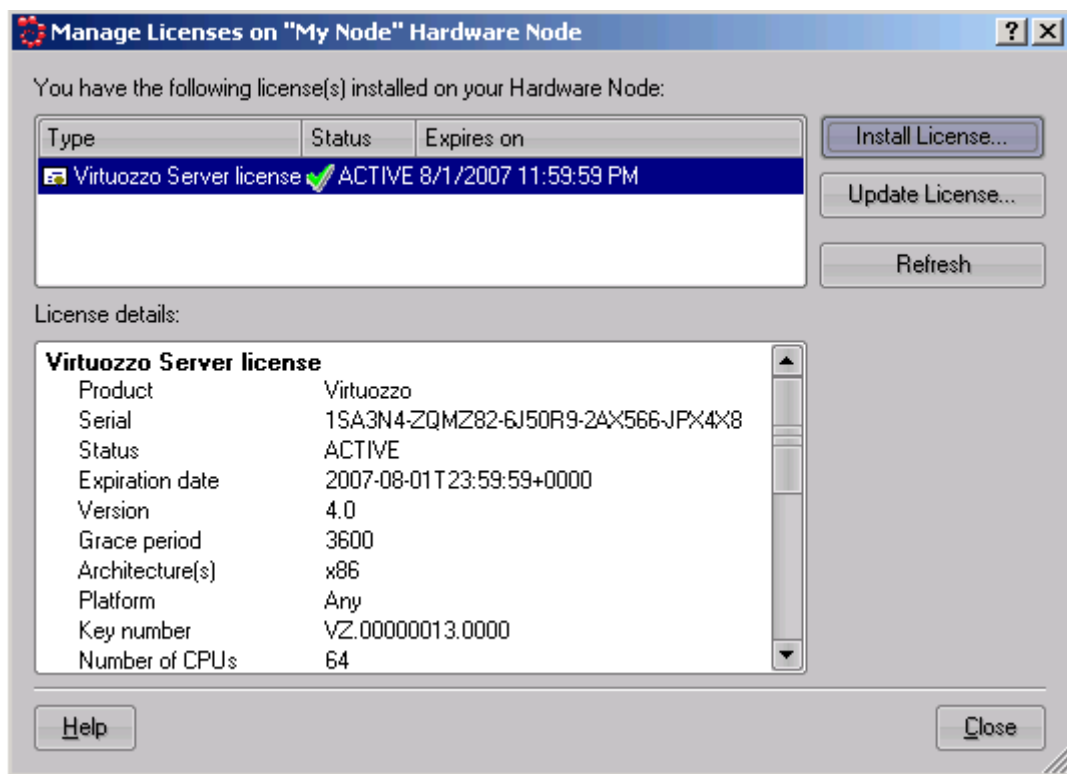 Manage Licenses on "My Node" Hardware Node
You have the following license(s) installed on your Hardware Node:
Type Status Expires on
Virtuozzo Server license ACTIVE 8/1/2007 11:59:59 PM
Install License...
Update License...
Refresh
License details:
Virtuozzo Server license
Product Virtuozzo
Serial 1SA3N4-ZQMZ82-6J50R9-2AX566-JPX4X8
Status ACTIVE
Expiration date 2007-08-01T23:59:59+0000
Version 4.0
Grace period 3600
Architecture(s) x86
Platform Any
Key number VZ.00000013.0000
Number of CPUs 64
Help
Close